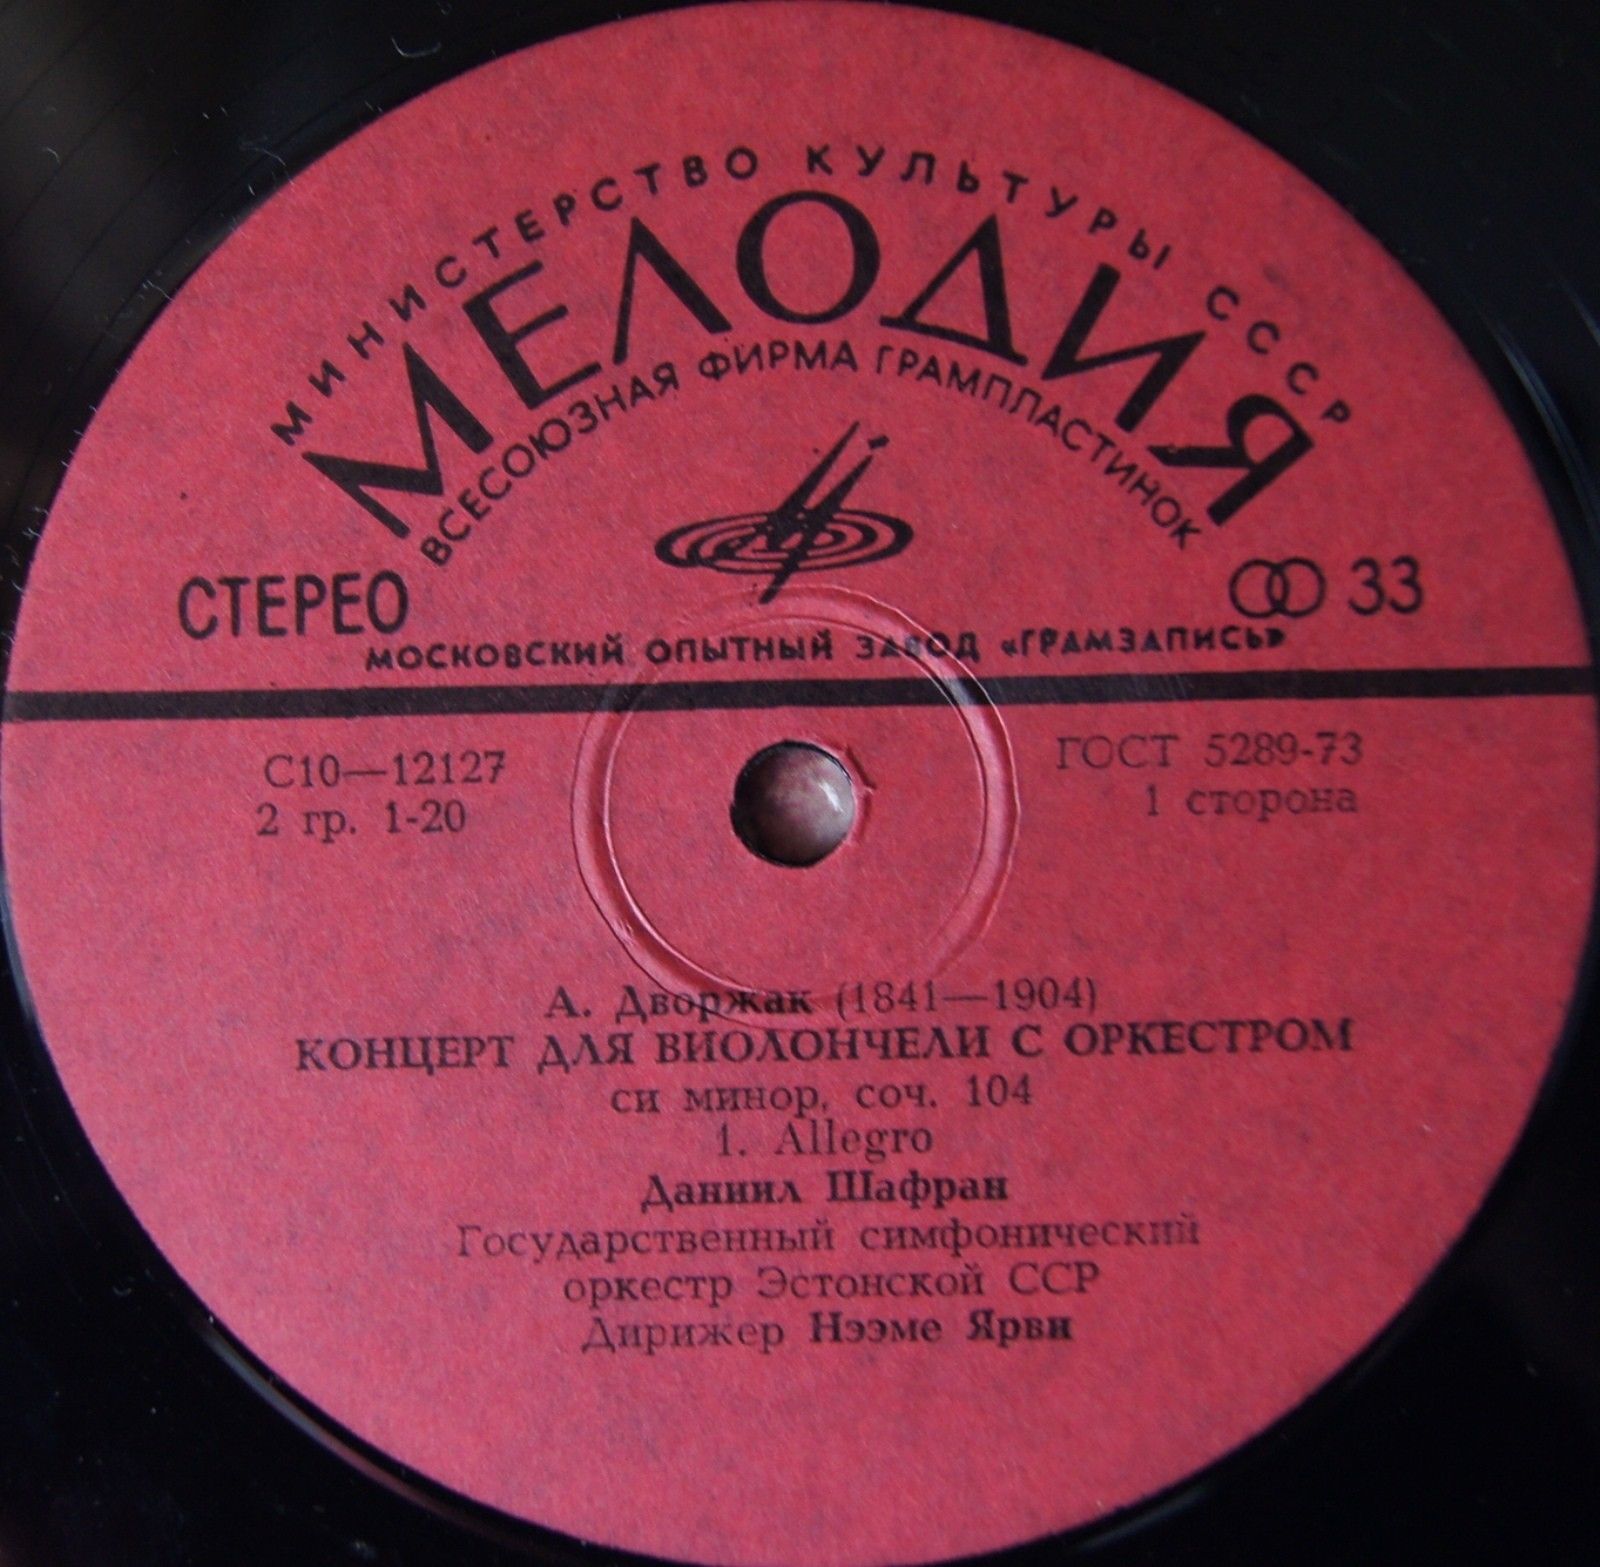 МИНИСТЕРСТВО КУЛЬТУРЫ СССР
МЕЛОДИЯ
ВСЕСОЮЗНАЯ ФИРМА ГРАМПЛАСТИНОК
СТЕРЕО
33
МОСКОВСКИЙ ОПЫТНЫЙ ЗАВОД «ГРАМЗАПИСЬ»
С10—12127
ГОСТ 5289-73
2 гр. 1-20
1 сторона
А. Дворжак (1841—1904)
КОНЦЕРТ ДЛЯ ВИОЛОНЧЕЛИ С ОРКЕСТРОМ
си минор, соч. 104
1. Allegro
Даниил Шафран
Государственный симфонический
оркестр Эстонской ССР
Дирижер Нээме Ярви